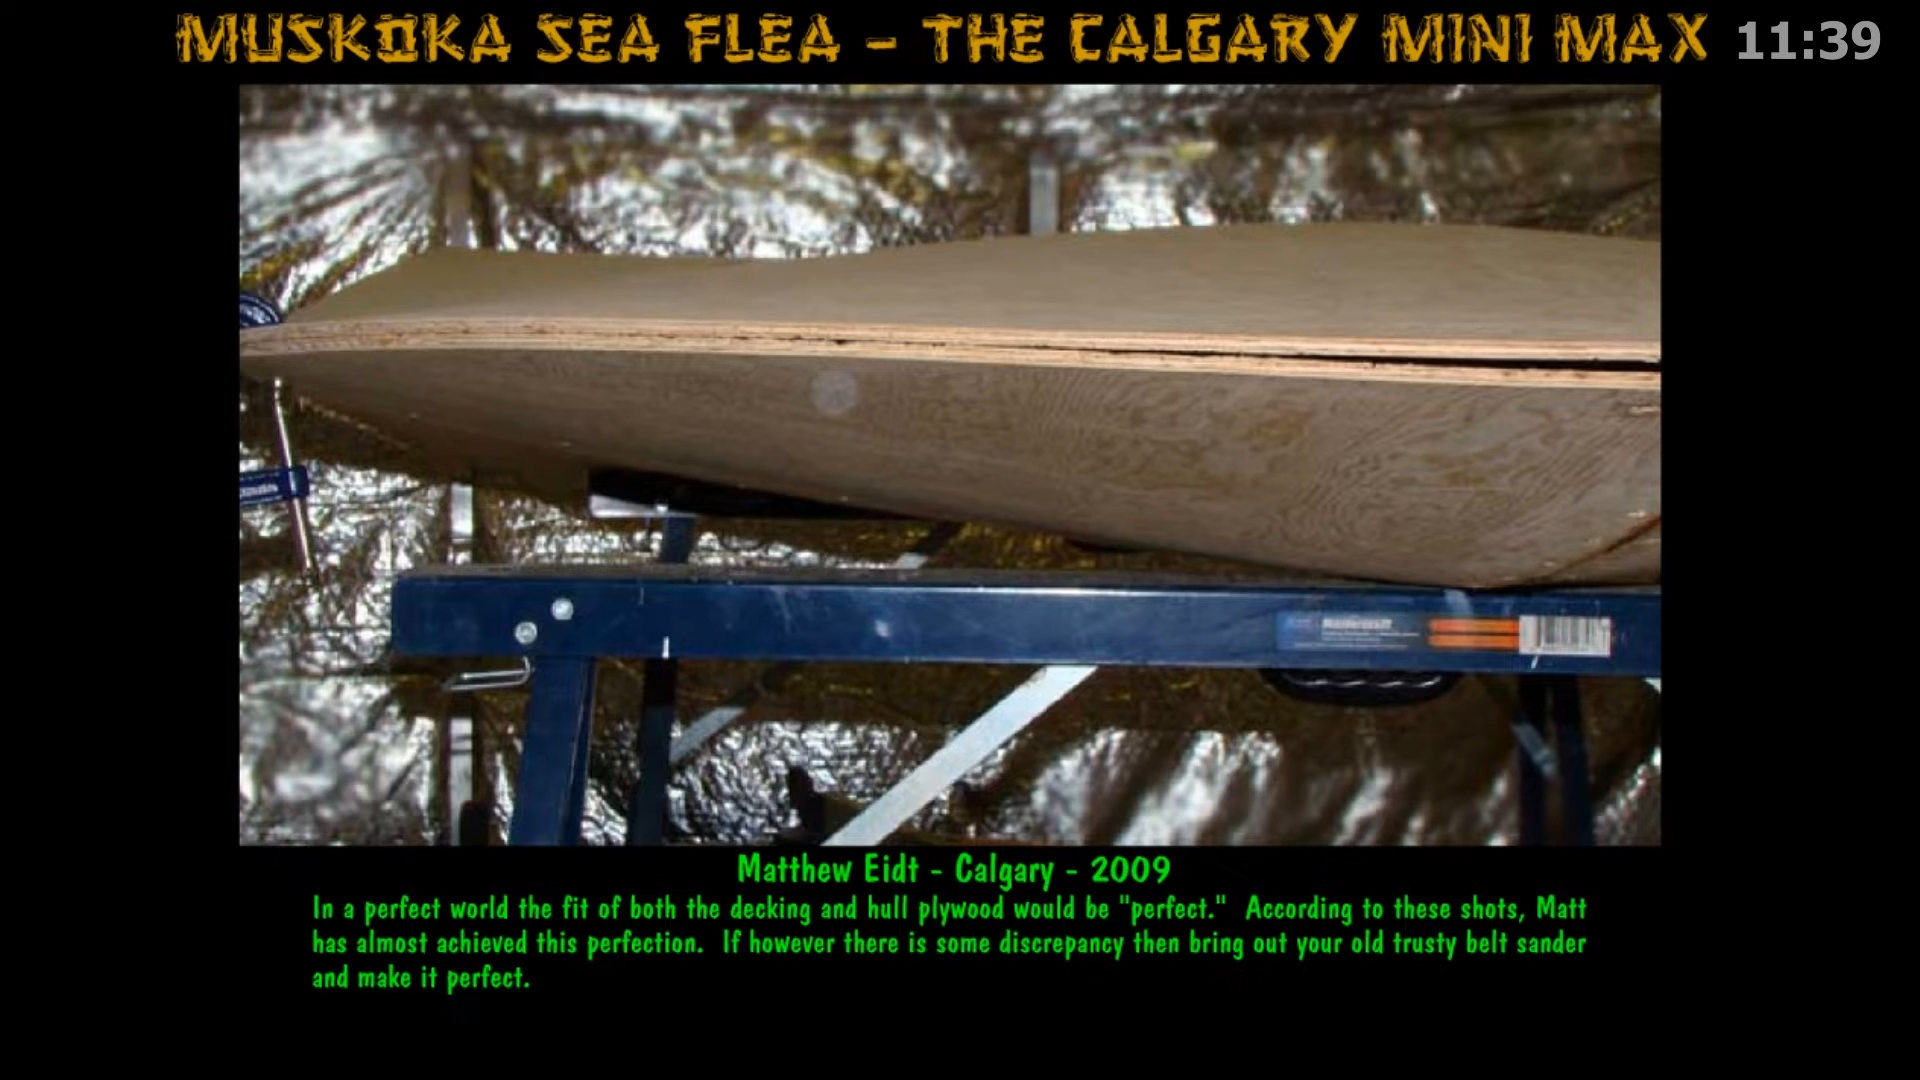 MUSKOKA SEA FLEA - THE CALGARY MINI MAX
11:39
Mastercraft
Matthew Eidt - Calgary - 2009
In a perfect world the fit of both the decking and hull plywood would be "perfect."  According to these shots, Matt
has almost achieved this perfection.  If however there is some discrepancy then bring out your old trusty belt sander
and make it perfect.